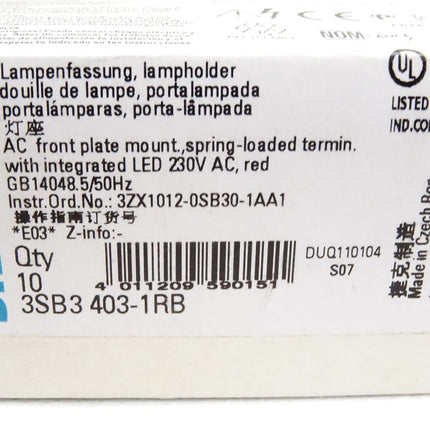 NOM-
Lampenfassung, lampholder
douille de lampe, portalampada
portalámparas, porta-lâmpada
灯座
AC front plate mount.,spring-loaded termin.
with integrated LED 230V AC, red
GB14048.5/50Hz
Instr.Ord.No.: 3ZX1012-0SB30-1AA1
操作指南订货号
*E03* Z-info:-
Qty
10
4 011209 590151
3SB3 403-1RB
DUQ110104
S07
UL
LISTED
IND.CO
捷克制造
Made in Czech Rep